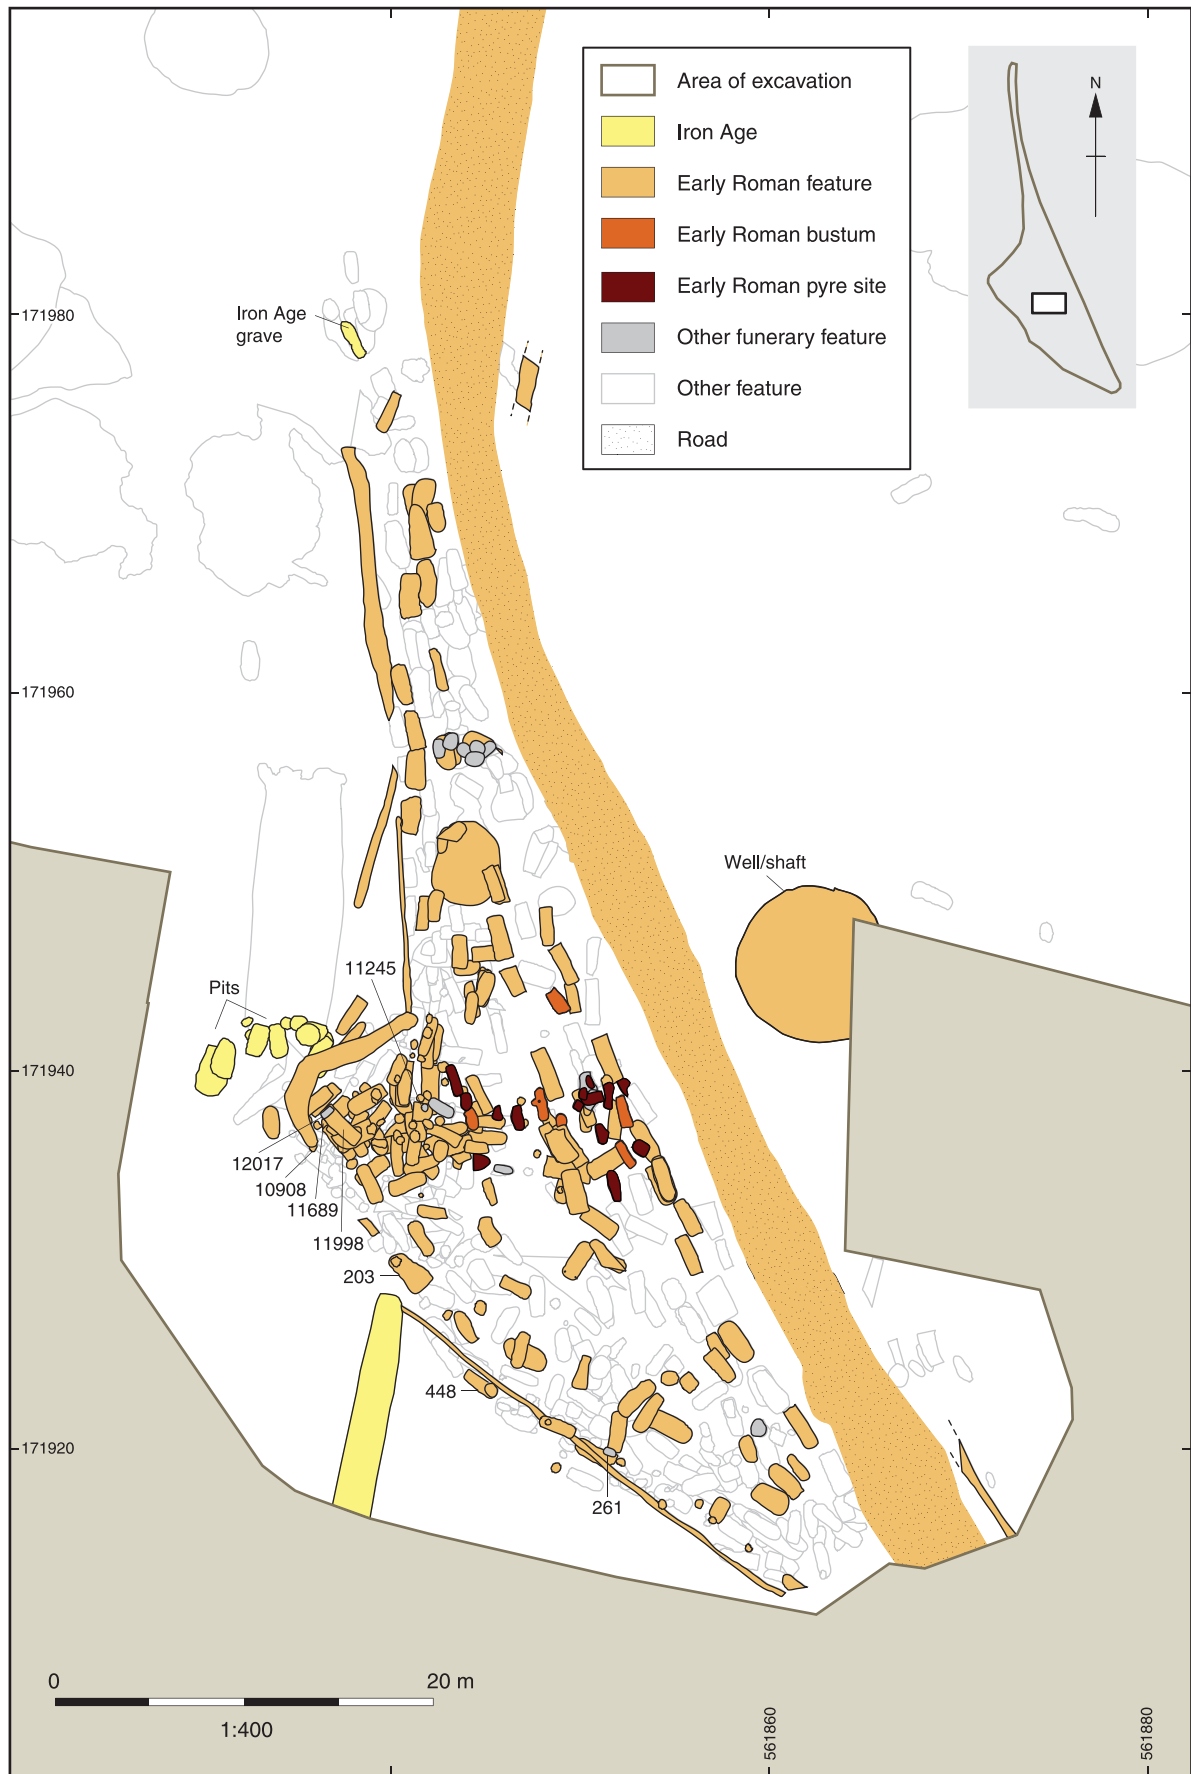 Area of excavation
Iron Age
Early Roman feature
Early Roman bustum
Early Roman pyre site
Other funerary feature
Other feature
Road
N
171980
Iron Age
grave
171960
Well/shaft
11245
Pits
171940
12017
10908
11689
11998
203
448
171920
261
0
20 m
1:400
561860
561880